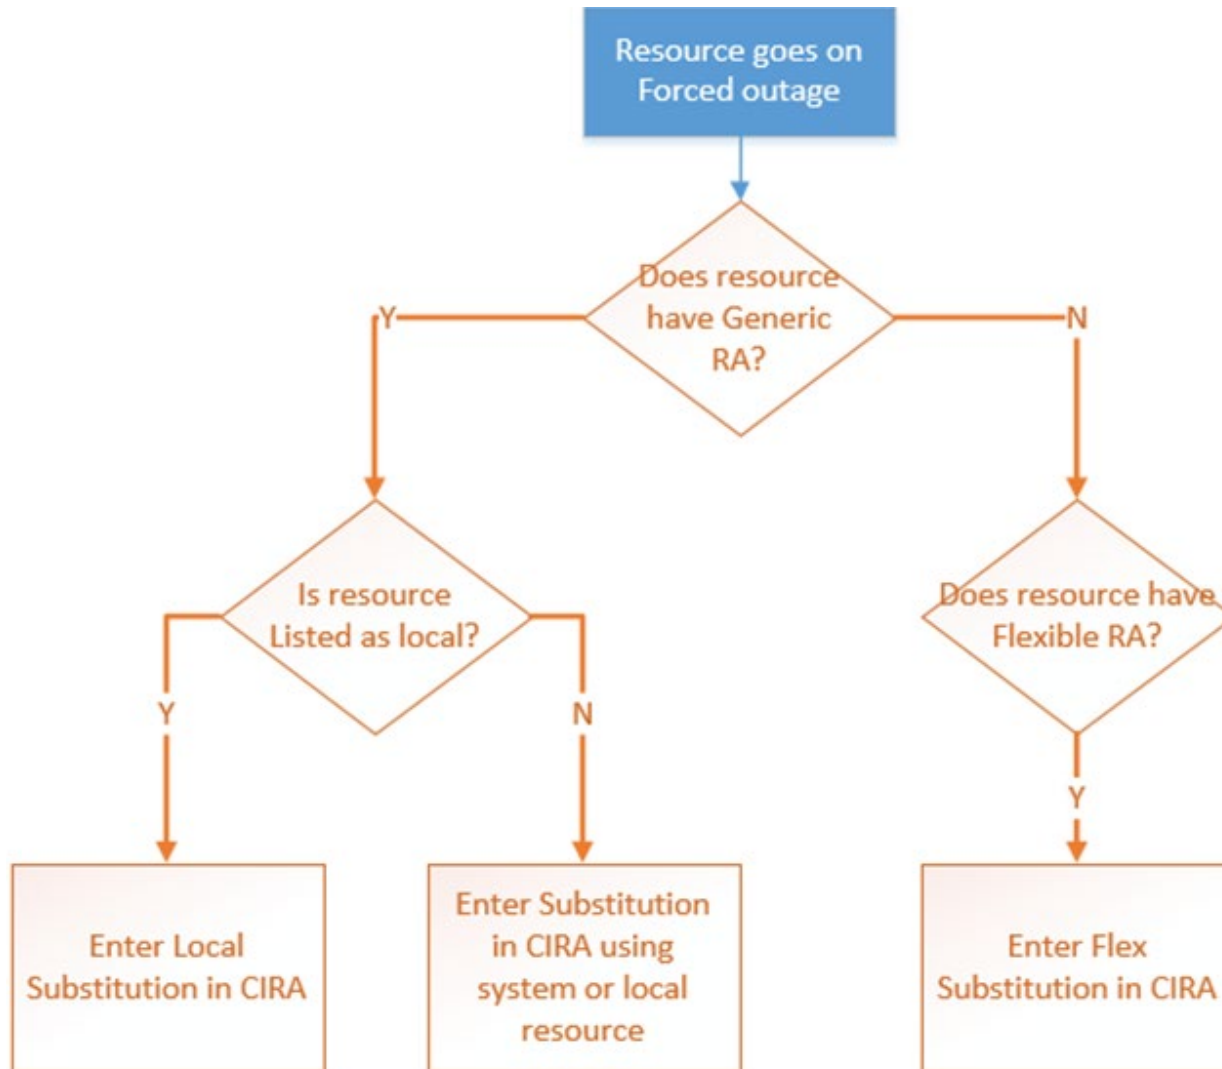 Resource goes on
Forced outage
Does resource
have Generic
RA?
Y
N
Is resource
Listed as local?
Does resource have
Flexible RA?
Y
N
Y
Enter Local
Substitution in CIRA
Enter Substitution
in CIRA using
system or local
resource
Enter Flex
Substitution in CIRA